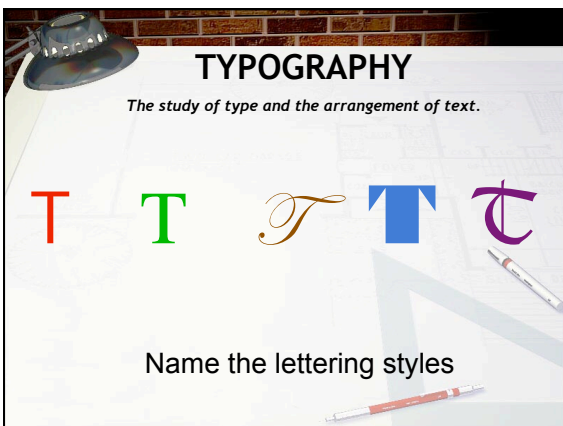 TYPOGRAPHY
The study of type and the arrangement of text.
T T T T T
Name the lettering styles